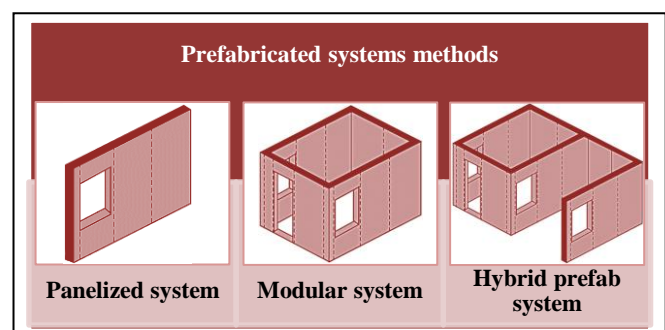 Prefabricated systems methods
Panelized system
Modular system
Hybrid prefab
system